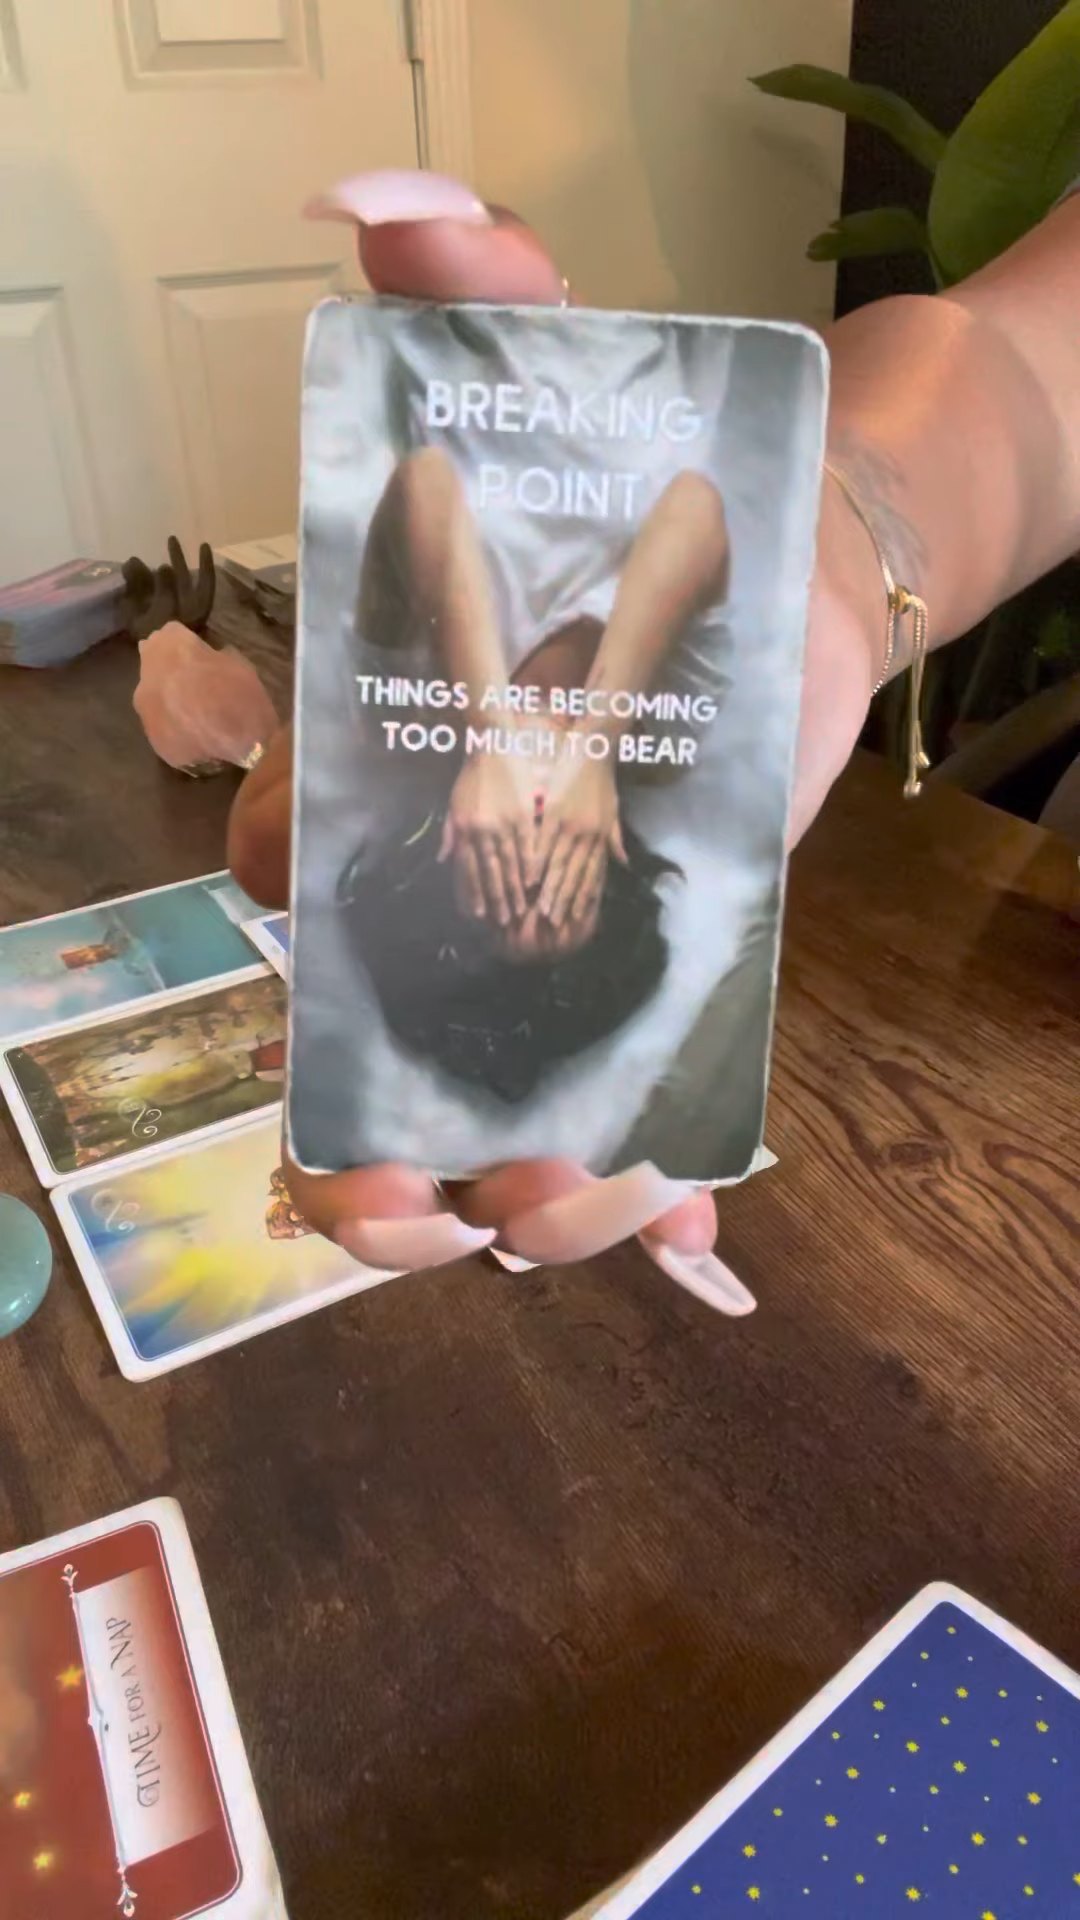 BREAKING
POINT
THINGS ARE BECOMING
TOO MUCH TO BEAR
TIME FOR A NAP